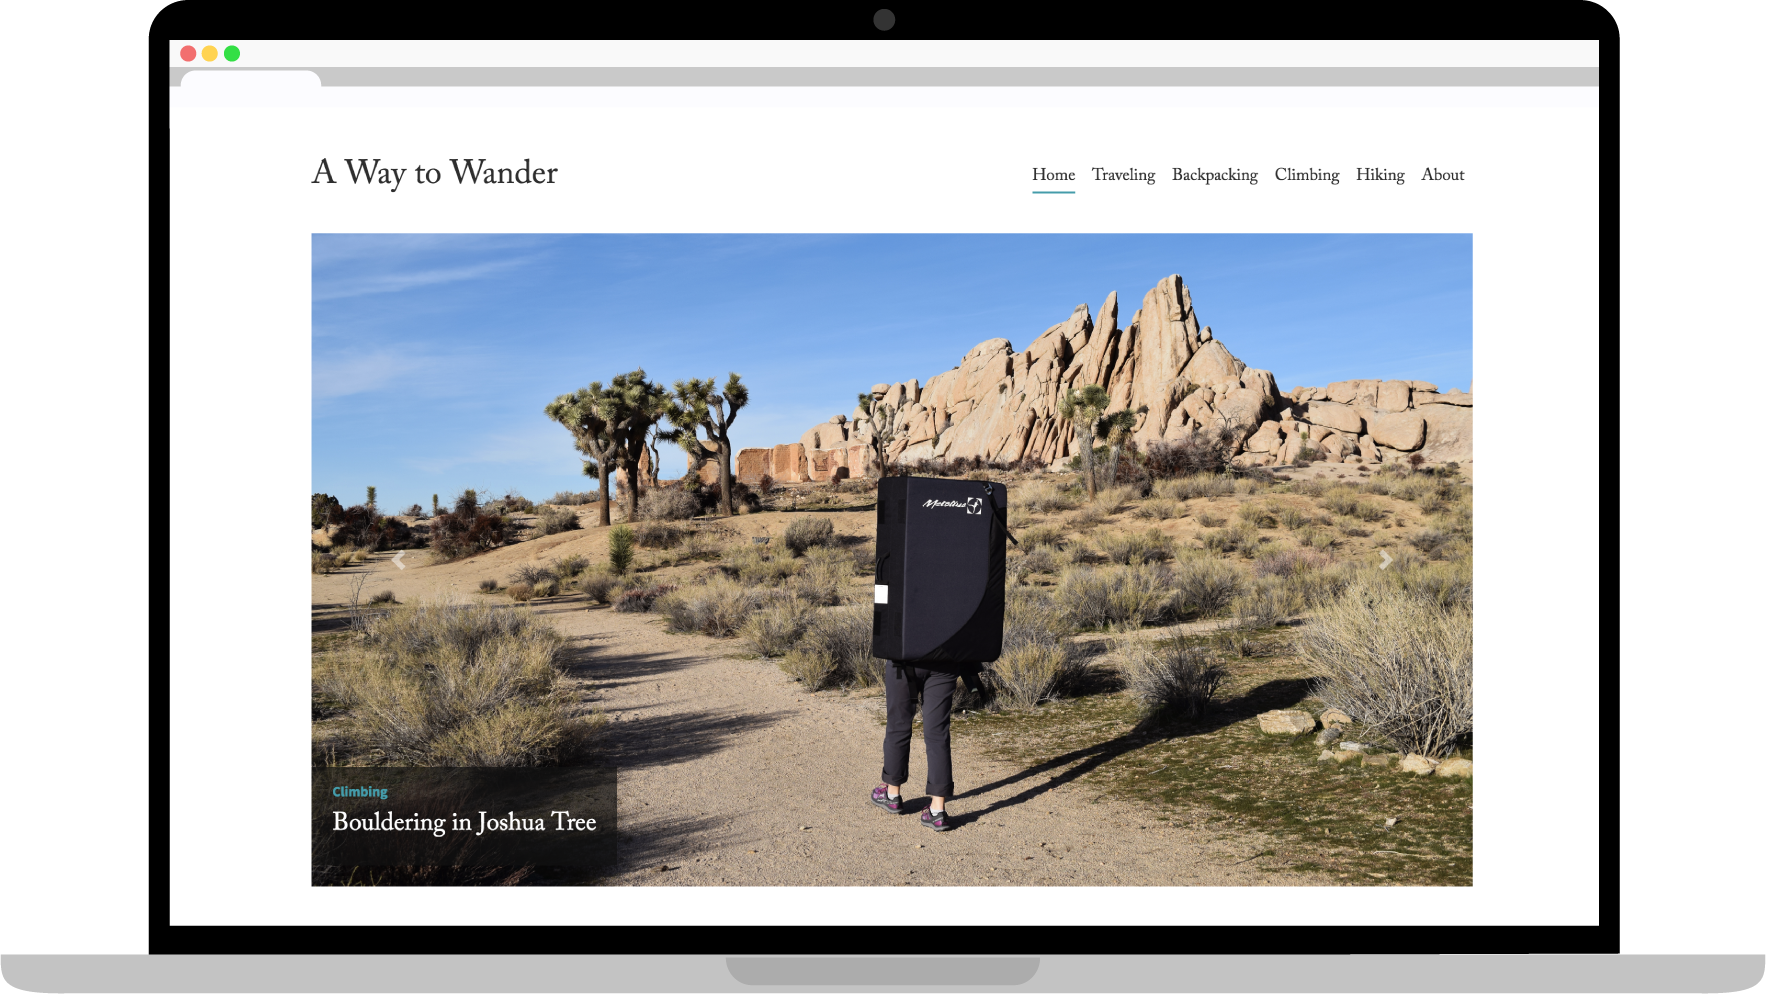 A Way to Wander
Home Traveling Backpacking Climbing Hiking About
Metolius
Climbing
Bouldering in Joshua Tree